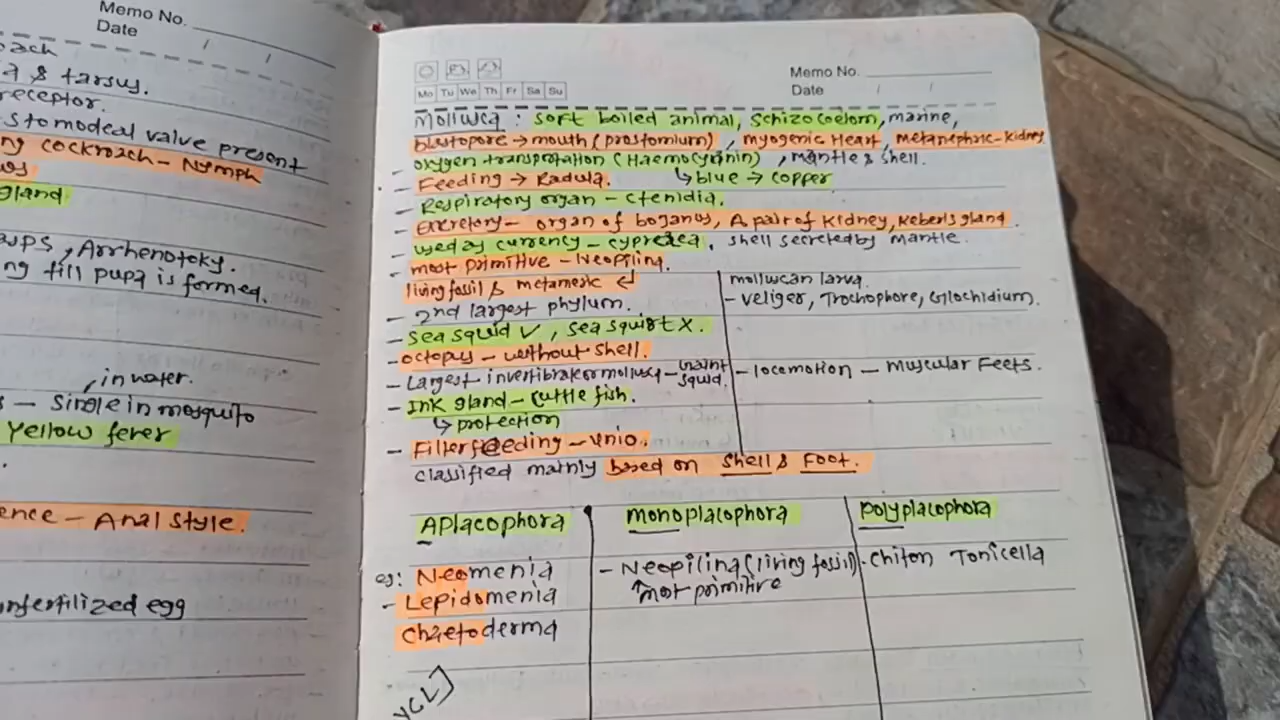 Memo No.
Date / /
oach
a & tarsus.
receptor.
stomodeal valve present
ng cockroach - Nymph
gland
wps, Arrhenotoky.
ng till pupa is formed.
, in water.
s - Single in mosquito
Yellow fever
ence - Anal style.
unfertilized egg
Memo No.
Date / /
Mo Tu We Th Fr Sa Su
Mollusca : soft boiled animal, Schizocoelom, marine,
blastopore → mouth (prostomium), myogenic Heart, metanephric-kidney
- oxygen transportation (Haemocyanin), mantle & shell.
- Feeding → Radula. ↳ blue → copper
- Respiratory organ - ctenidia.
- Excretory - organ of bojanus, A pair of kidney, keberls gland
- used as currency - cypraea, shell secreted by mantle.
- most primitive - Neopilina.
living fossil & metameric ↲
- 2nd largest phylum.
- Sea squid ✓, sea squirt X.
- octopus - without shell.
- Largest invertibrate or mollusca - Giant squid.
- Ink gland - cuttle fish.
↳ protection
- Filter feeding - unio.
classified mainly based on shell & Foot.
molluscan larva
- veliger, Trochophore, Glochidium.
- locomotion - Muscular Feets.
Aplacophora
eg: Neomenia
- Lepidomenia
Chaetoderma
monoplacophora
- Neopilina (living fossil)
↑ most primitive
polyplacophora
- Chiton Tonicella
YCL]